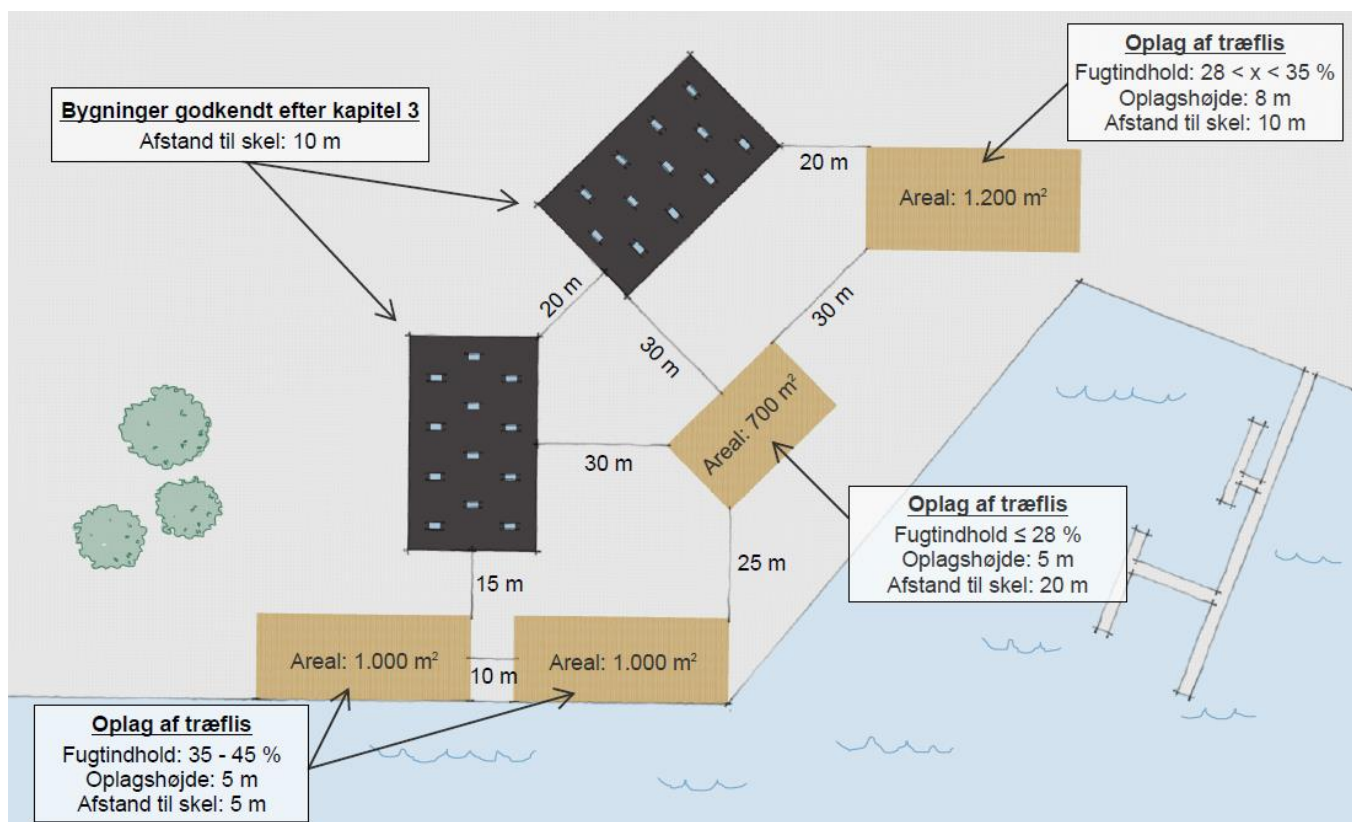 Oplag af træflis
Fugtindhold: 28 < x < 35 %
Oplagshøjde: 8 m
Afstand til skel: 10 m
Bygninger godkendt efter kapitel 3
Afstand til skel: 10 m
20 m
Areal: 1.200 m²
20 m
30 m
30 m
Areal: 700 m²
30 m
Oplag af træflis
Fugtindhold ≤ 28 %
Oplagshøjde: 5 m
Afstand til skel: 20 m
15 m
25 m
Areal: 1.000 m²
10 m
Areal: 1.000 m²
Oplag af træflis
Fugtindhold: 35 - 45 %
Oplagshøjde: 5 m
Afstand til skel: 5 m